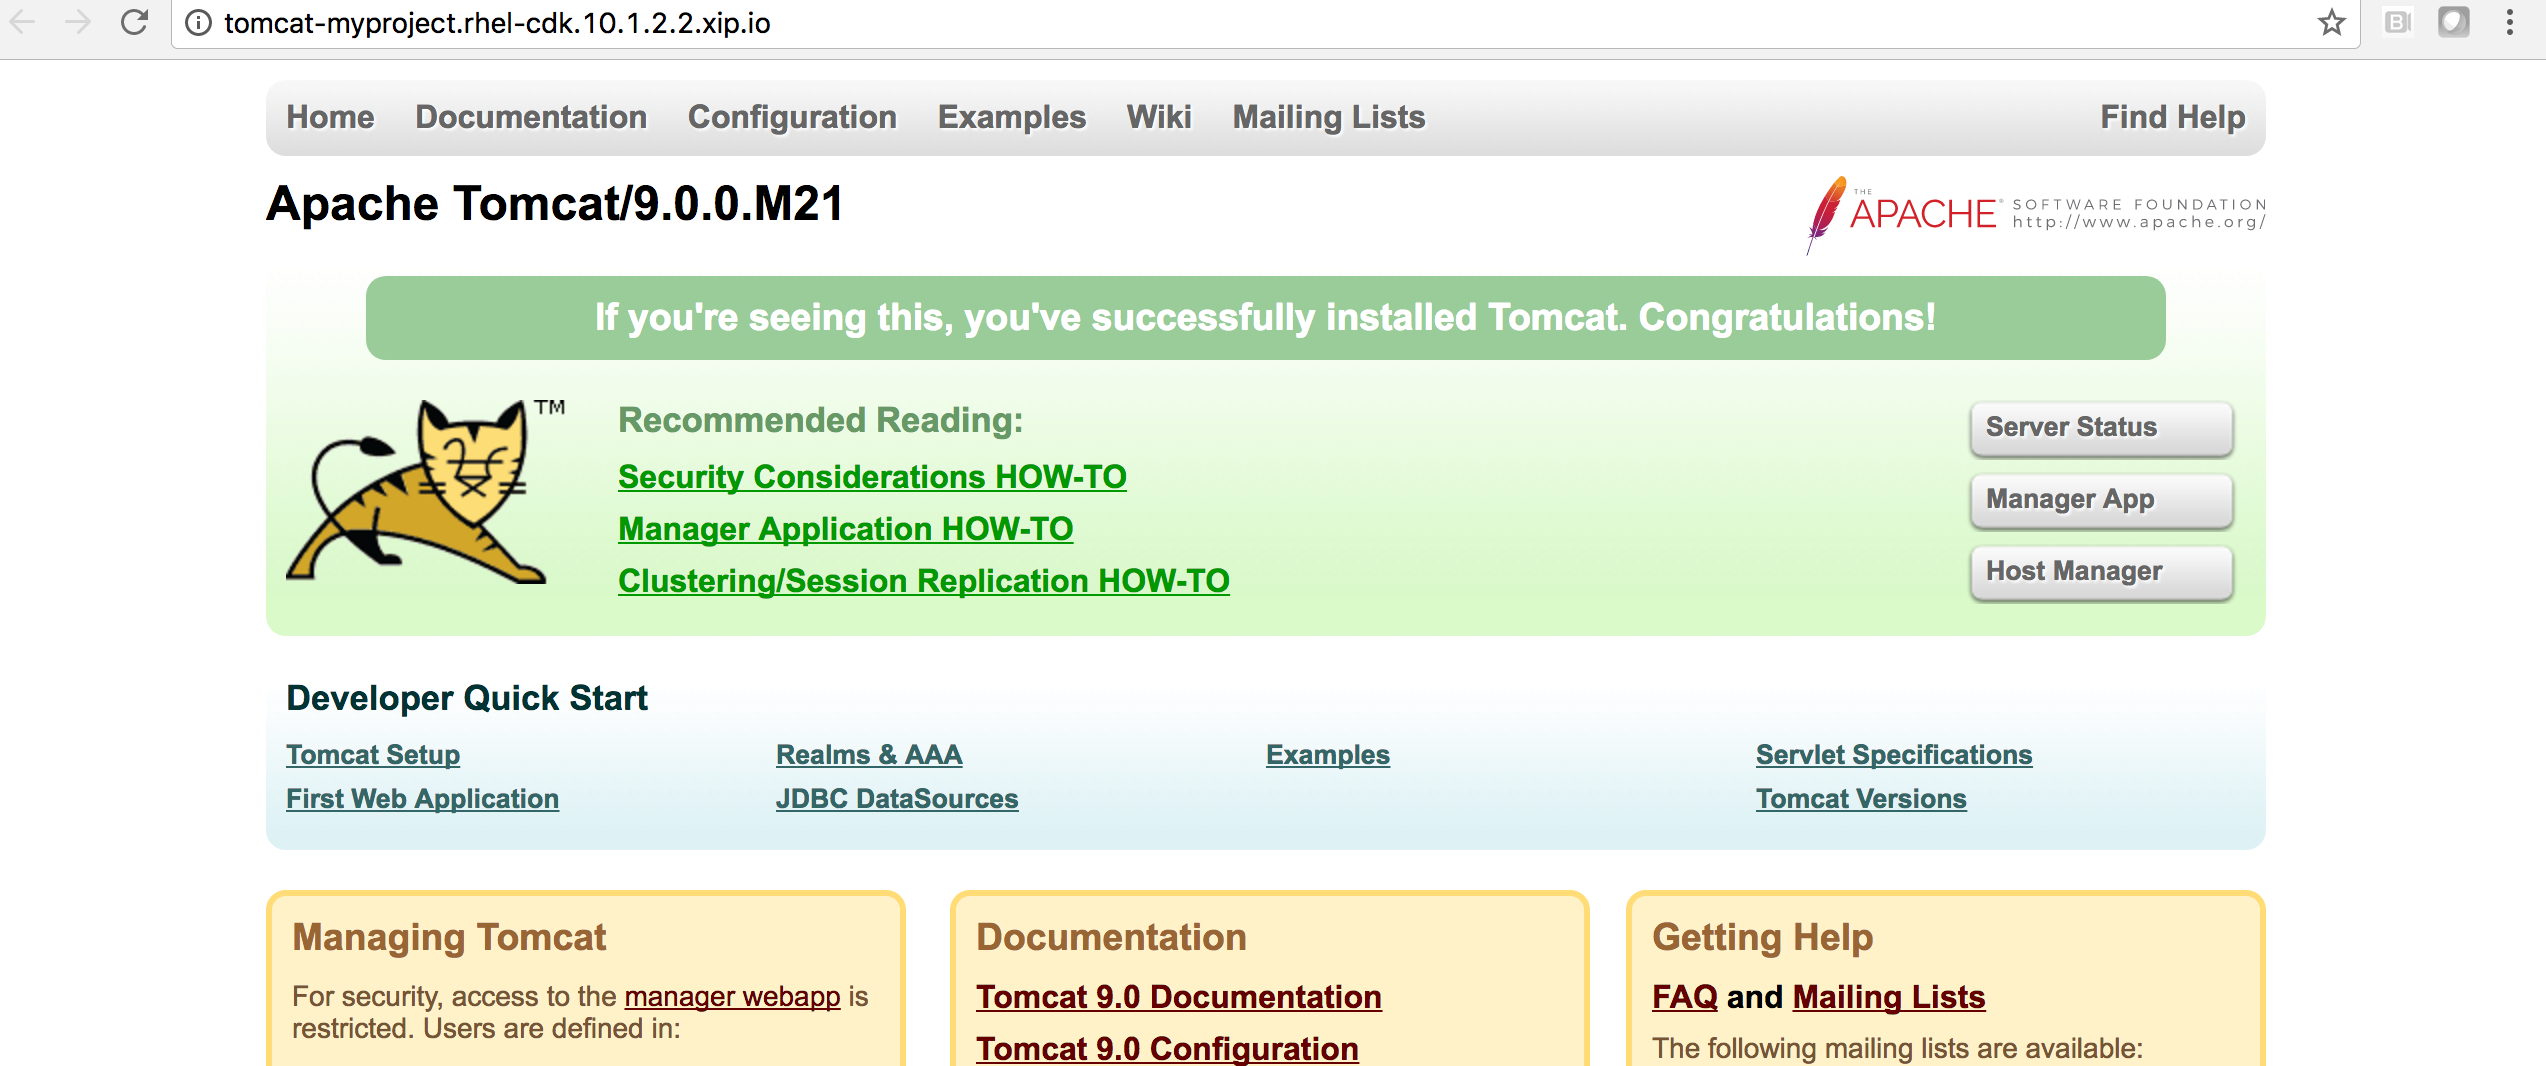 tomcat-myproject.rhel-cdk.10.1.2.2.xip.io
Home Documentation Configuration Examples Wiki Mailing Lists Find Help
Apache Tomcat/9.0.0.M21
THE
APACHE® SOFTWARE FOUNDATION
http://www.apache.org/
If you're seeing this, you've successfully installed Tomcat. Congratulations!
TM
Recommended Reading:
Security Considerations HOW-TO
Manager Application HOW-TO
Clustering/Session Replication HOW-TO
Server Status
Manager App
Host Manager
Developer Quick Start
Tomcat Setup Realms & AAA Examples Servlet Specifications
First Web Application JDBC DataSources Tomcat Versions
Managing Tomcat
For security, access to the manager webapp is
restricted. Users are defined in:
Documentation
Tomcat 9.0 Documentation
Tomcat 9.0 Configuration
Getting Help
FAQ and Mailing Lists
The following mailing lists are available: